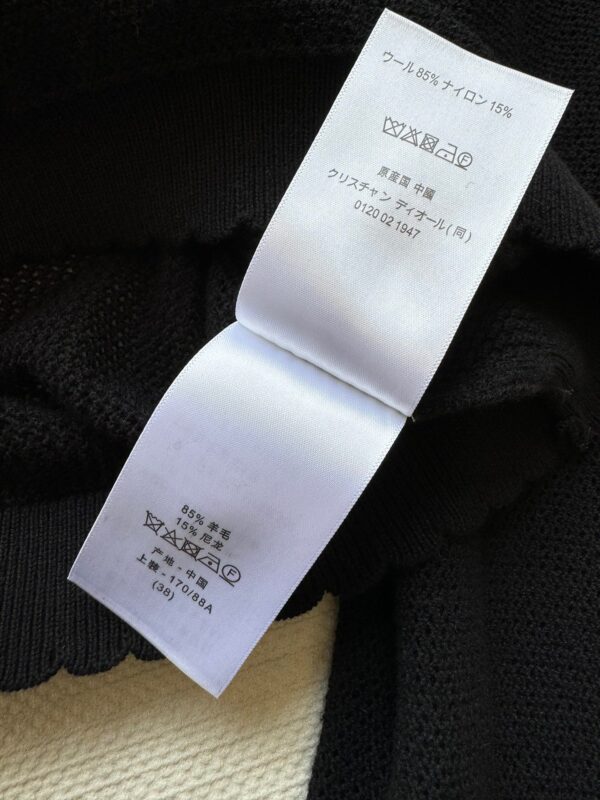 ウール 85% ナイロン 15%
F
原産国 中國
クリスチャン ディオール(同)
0120 02 1947
85% 羊毛
15% 尼龙
F
产地 - 中国
上装 - 170/88A
(38)